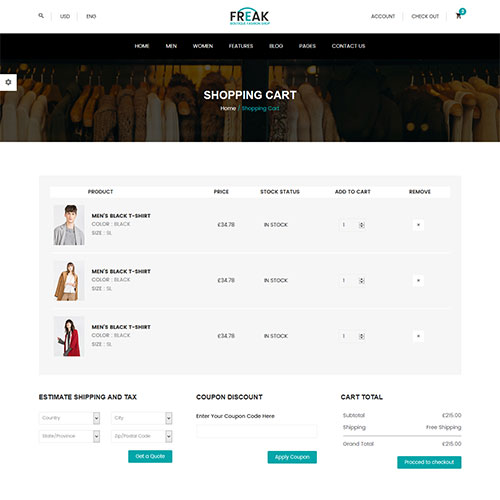 USD ENG FREAK ACCOUNT CHECK OUT 2
BOUTIQUE FASHION SHOP
HOME MEN WOMEN FEATURES BLOG PAGES CONTACT US
SHOPPING CART
Home / Shopping Cart
PRODUCT PRICE STOCK STATUS ADD TO CART REMOVE
MEN'S BLACK T-SHIRT
COLOR : BLACK £34.78 IN STOCK 1 ×
SIZE : SL
MEN'S BLACK T-SHIRT
COLOR : BLACK £34.78 IN STOCK 1 ×
SIZE : SL
MEN'S BLACK T-SHIRT
COLOR : BLACK £34.78 IN STOCK 1 ×
SIZE : SL
ESTIMATE SHIPPING AND TAX COUPON DISCOUNT CART TOTAL
Country City Enter Your Coupon Code Here Subtotal £215.00
State/Province Zip/Postal Code Shipping Free Shipping
Grand Total £215.00
Get a Quote Apply Coupon Procced to checkout